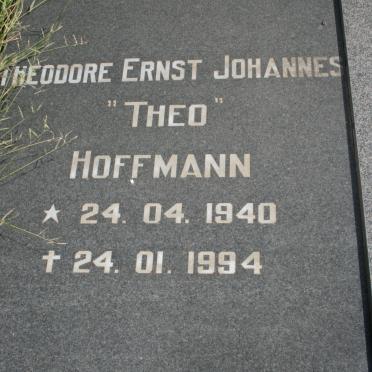 THEODORE ERNST JOHANNES
"THEO"
HOFFMANN
★ 24. 04. 1940
✝ 24. 01. 1994